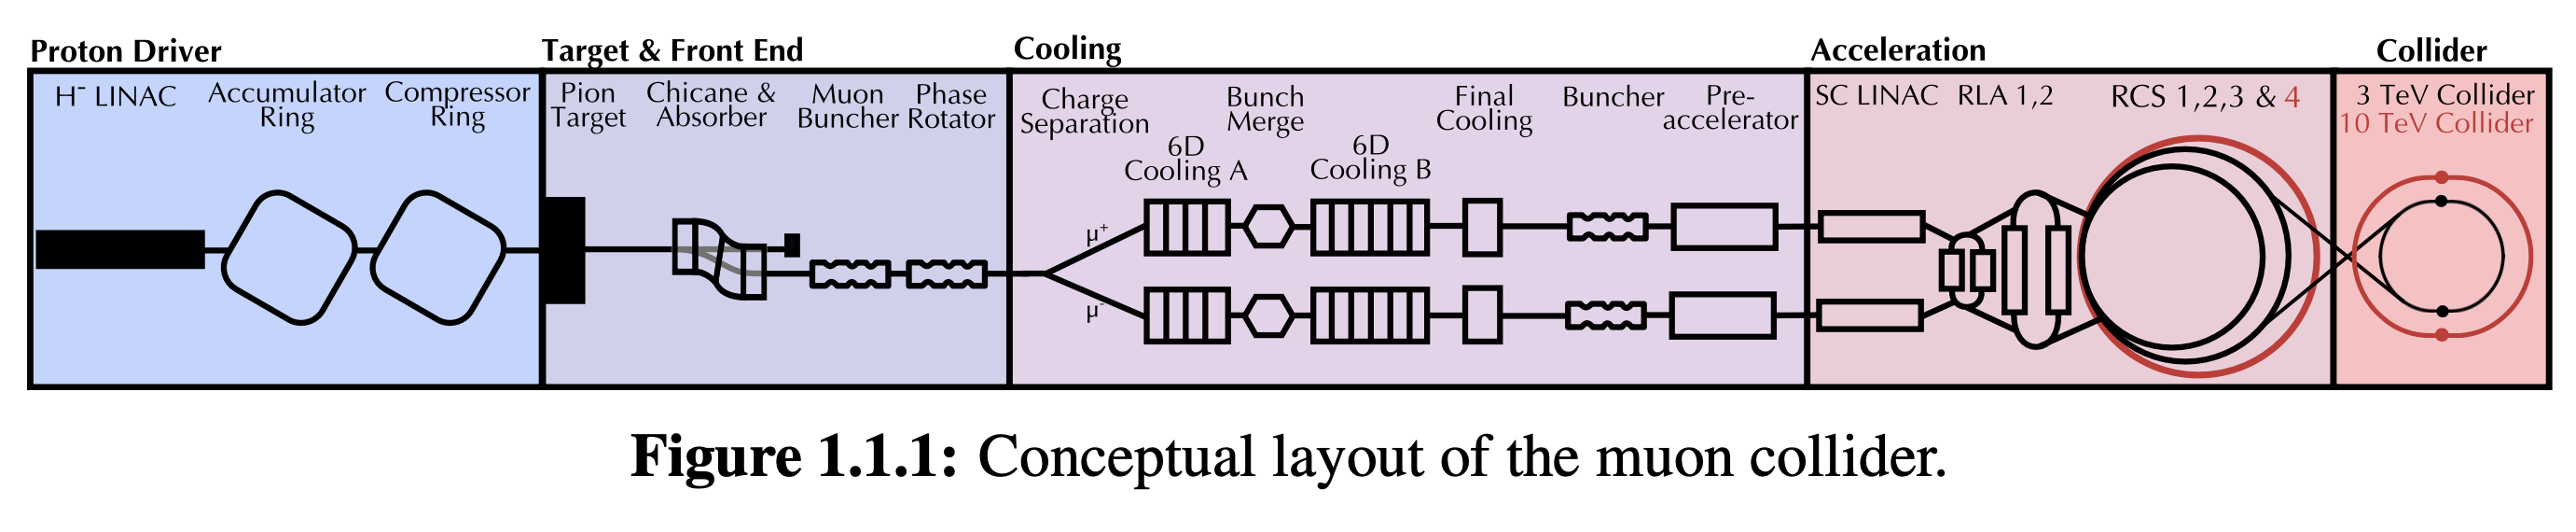 Proton Driver
Target & Front End
Cooling
Acceleration
Collider
H⁻ LINAC
Accumulator
Ring
Compressor
Ring
Pion
Target
Chicane &
Absorber
Muon
Buncher
Phase
Rotator
Charge
Separation
6D
Cooling A
Bunch
Merge
6D
Cooling B
Final
Cooling
Buncher
Pre-
accelerator
SC LINAC
RLA 1,2
RCS 1,2,3 & 4
3 TeV Collider
10 TeV Collider
μ⁺
μ⁻
Figure 1.1.1: Conceptual layout of the muon collider.